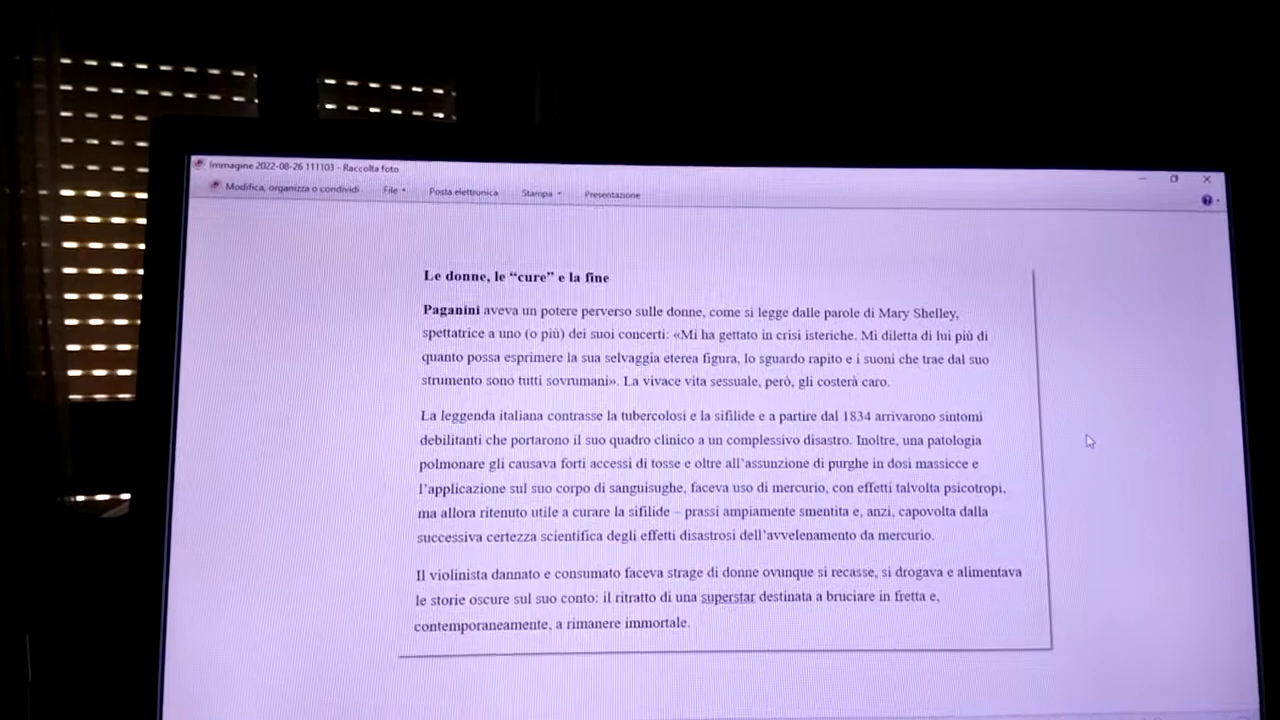 Immagine 2022-08-26 111103 - Raccolta foto
Modifica, organizza o condividi File Posta elettronica Stampa Presentazione
Le donne, le “cure” e la fine
Paganini aveva un potere perverso sulle donne, come si legge dalle parole di Mary Shelley,
spettatrice a uno (o più) dei suoi concerti: «Mi ha gettato in crisi isteriche. Mi diletta di lui più di
quanto possa esprimere la sua selvaggia eterea figura, lo sguardo rapito e i suoni che trae dal suo
strumento sono tutti sovrumani». La vivace vita sessuale, però, gli costerà caro.
La leggenda italiana contrasse la tubercolosi e la sifilide e a partire dal 1834 arrivarono sintomi
debilitanti che portarono il suo quadro clinico a un complessivo disastro. Inoltre, una patologia
polmonare gli causava forti accessi di tosse e oltre all’assunzione di purghe in dosi massicce e
l’applicazione sul suo corpo di sanguisughe, faceva uso di mercurio, con effetti talvolta psicotropi,
ma allora ritenuto utile a curare la sifilide – prassi ampiamente smentita e, anzi, capovolta dalla
successiva certezza scientifica degli effetti disastrosi dell’avvelenamento da mercurio.
Il violinista dannato e consumato faceva strage di donne ovunque si recasse, si drogava e alimentava
le storie oscure sul suo conto: il ritratto di una superstar destinata a bruciare in fretta e,
contemporaneamente, a rimanere immortale.